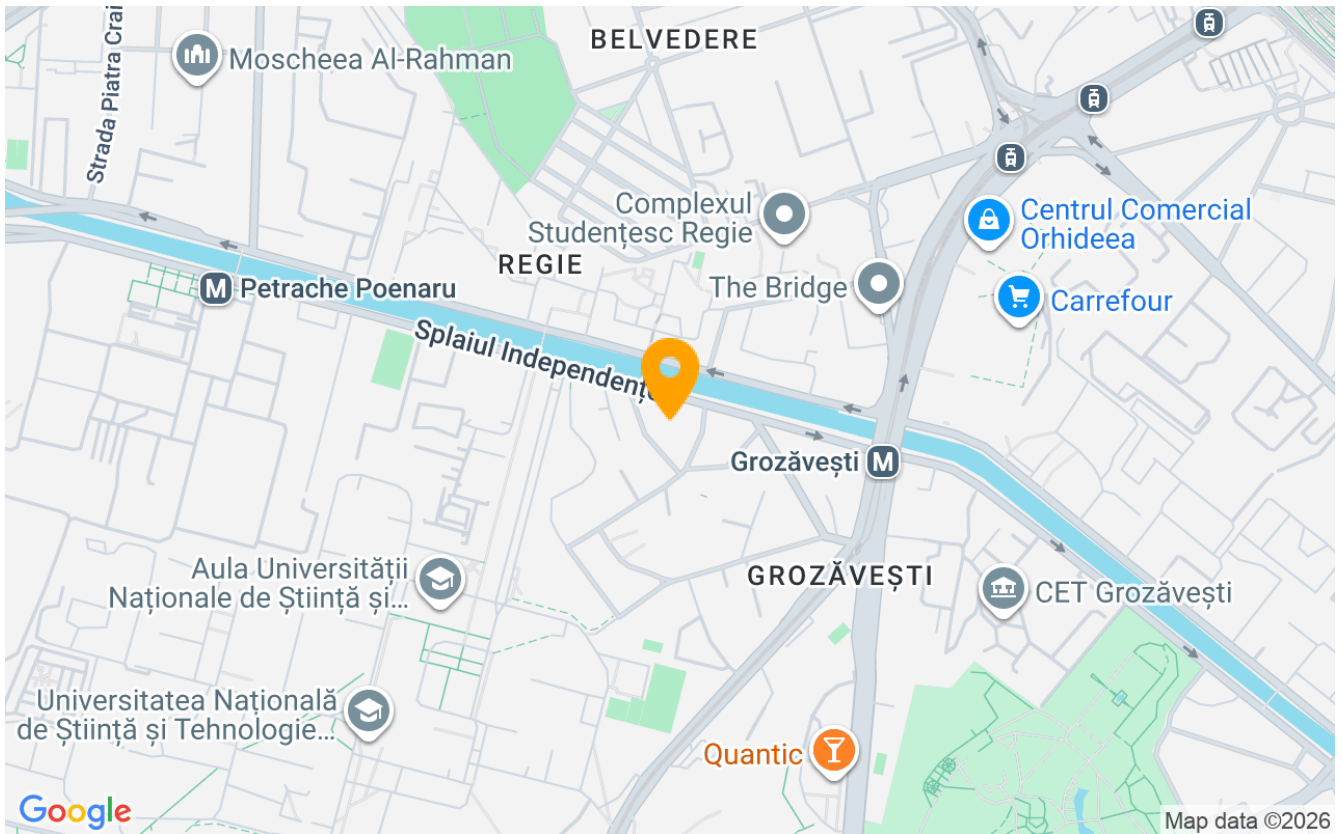 BELVEDERE
Moscheea Al-Rahman
Strada Piatra Crai
Complexul
Studențesc Regie
Centrul Comercial
Orhideea
REGIE
M Petrache Poenaru
The Bridge
Carrefour
Splaiul Independenț
Grozăvești M
Aula Universității
Naționale de Știință și...
GROZĂVEȘTI
CET Grozăvești
Universitatea Națională
de Știință și Tehnologie...
Quantic
Google
Map data ©2026